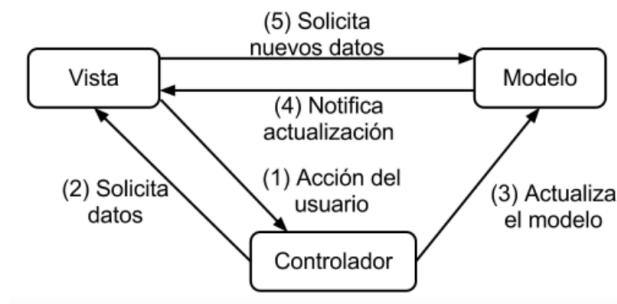 (5) Solicita
nuevos datos
Vista
Modelo
(4) Notifica
actualización
(2) Solicita
datos
(1) Acción del
usuario
(3) Actualiza
el modelo
Controlador